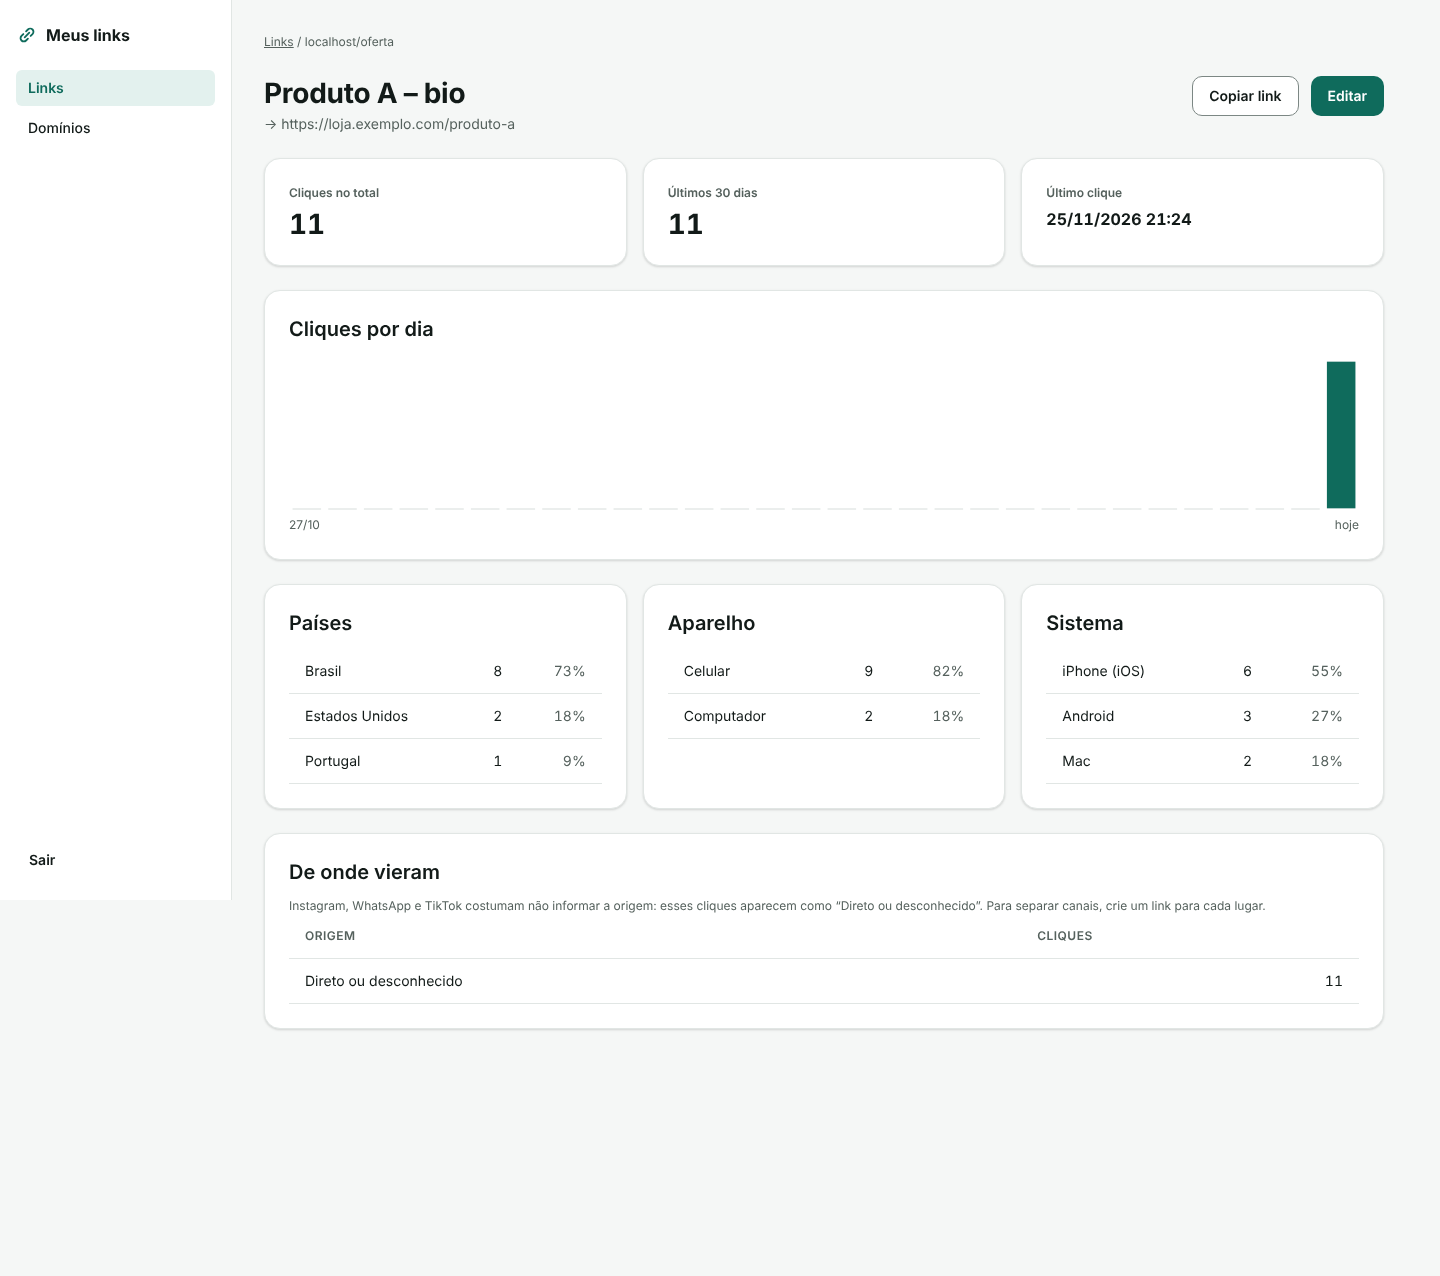 Meus links
Links
Domínios
Sair
Links / localhost/oferta
Produto A – bio
→ https://loja.exemplo.com/produto-a
Copiar link
Editar
Cliques no total
11
Últimos 30 dias
11
Último clique
25/11/2026 21:24
Cliques por dia
27/10
hoje
Países
Brasil 8 73%
Estados Unidos 2 18%
Portugal 1 9%
Aparelho
Celular 9 82%
Computador 2 18%
Sistema
iPhone (iOS) 6 55%
Android 3 27%
Mac 2 18%
De onde vieram
Instagram, WhatsApp e TikTok costumam não informar a origem: esses cliques aparecem como “Direto ou desconhecido”. Para separar canais, crie um link para cada lugar.
ORIGEM CLIQUES
Direto ou desconhecido 11